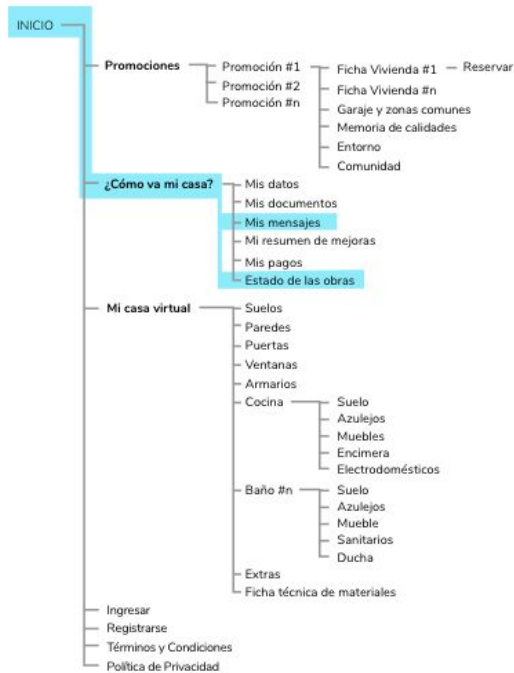 INICIO
Promociones
Promoción #1
Ficha Vivienda #1
Reservar
Promoción #2
Ficha Vivienda #n
Promoción #n
Garaje y zonas comunes
Memoria de calidades
Entorno
Comunidad
¿Cómo va mi casa?
Mis datos
Mis documentos
Mis mensajes
Mi resumen de mejoras
Mis pagos
Estado de las obras
Mi casa virtual
Suelos
Paredes
Puertas
Ventanas
Armarios
Cocina
Suelo
Azulejos
Muebles
Encimera
Electrodomésticos
Baño #n
Suelo
Azulejos
Mueble
Sanitarios
Ducha
Extras
Ficha técnica de materiales
Ingresar
Registrarse
Términos y Condiciones
Política de Privacidad